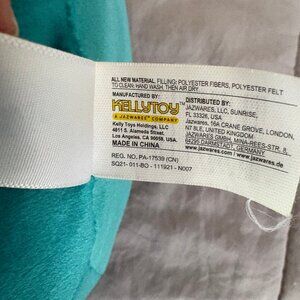 ALL NEW MATERIAL, FILLING: POLYESTER FIBERS, POLYESTER FELT
TO CLEAN: HAND WASH, THEN AIR DRY
MANUFACTURED BY:
KELLYTOY™
A JAZWARES™ COMPANY
Kelly Toys Holdings, LLC
4811 S. Alameda Street.
Los Angeles, CA 90058, USA.
DISTRIBUTED BY:
JAZWARES, LLC, SUNRISE,
FL 33326, USA
Jazwares, 16A CRANE GROVE, LONDON,
N7 8LE, UNITED KINGDOM
JAZWARES GMBH, CHINA-REES-STR. 8,
64295 DARMSTADT, GERMANY
www.jazwares.com
www.jazwares.de
MADE IN CHINA
REG. NO. PA-17539 (CN)
SQ21-011-BO - 111921 - N007